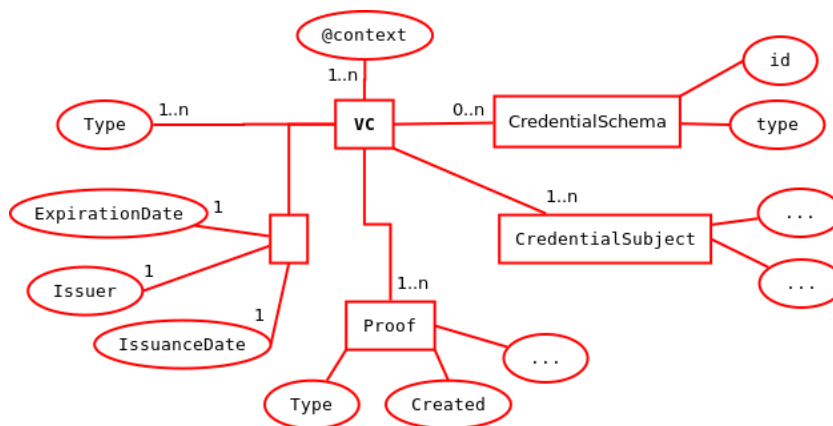 @context
1..n
id
Type
1..n
VC
0..n
CredentialSchema
type
1..n
ExpirationDate
1
CredentialSubject
...
...
Issuer
1
1..n
IssuanceDate
1
Proof
...
Type
Created